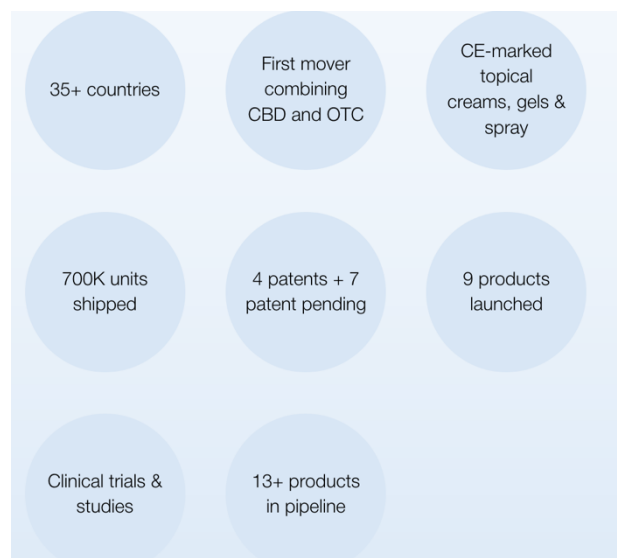 35+ countries
First mover
combining
CBD and OTC
CE-marked
topical
creams, gels &
spray
700K units
shipped
4 patents + 7
patent pending
9 products
launched
Clinical trials &
studies
13+ products
in pipeline